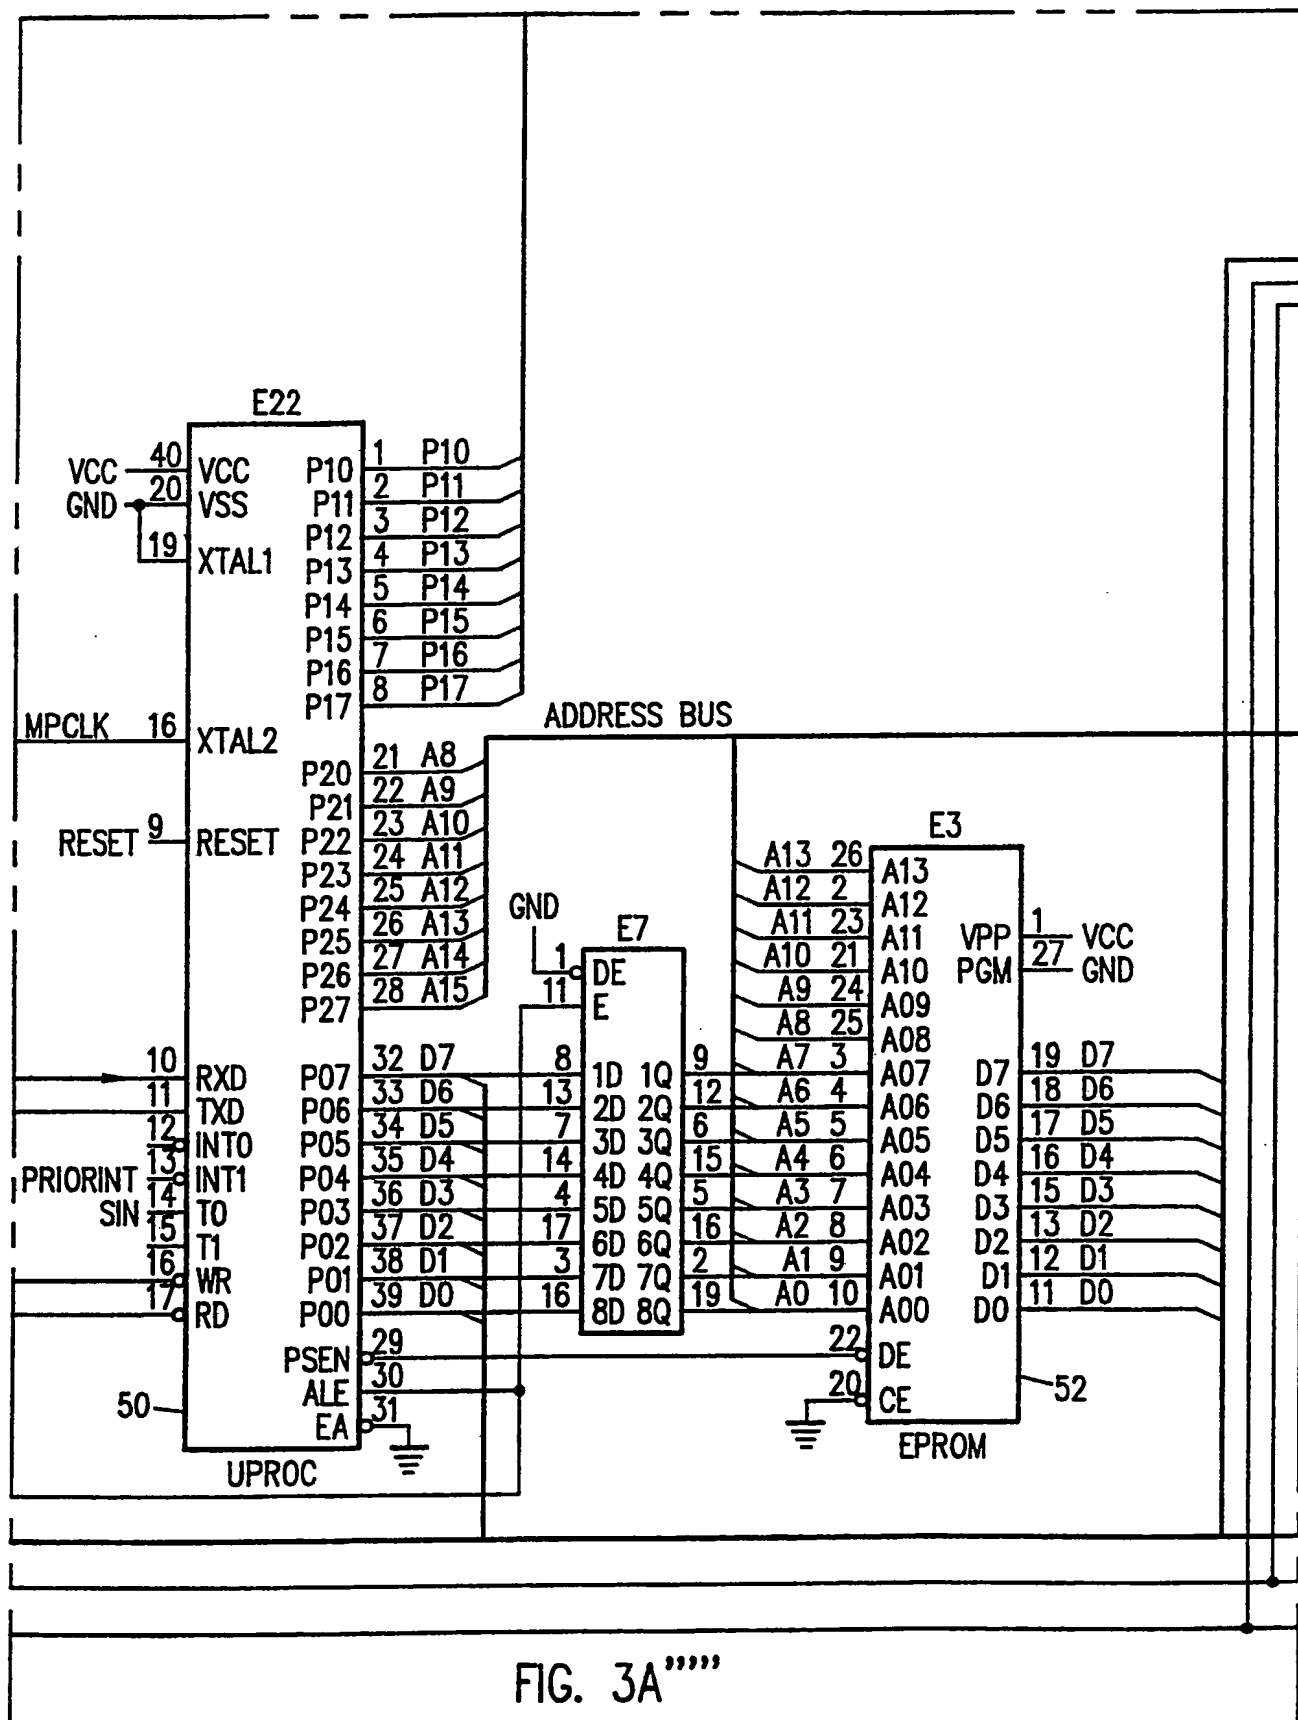 E22
VCC 40 VCC P10 1 P10
GND 20 VSS P11 2 P11
P12 3 P12
19 XTAL1 P13 4 P13
P14 5 P14
P15 6 P15
P16 7 P16
P17 8 P17
MPCLK 16 XTAL2
ADDRESS BUS
P20 21 A8
P21 22 A9
RESET 9 RESET P22 23 A10
P23 24 A11
P24 25 A12
P25 26 A13
P26 27 A14
P27 28 A15
10 RXD P07 32 D7
11 TXD P06 33 D6
12 INT0 P05 34 D5
PRIORINT 13 INT1 P04 35 D4
SIN 14 T0 P03 36 D3
15 T1 P02 37 D2
16 WR P01 38 D1
17 RD P00 39 D0
PSEN 29
ALE 30
EA 31
50
UPROC
GND
E7
1 DE
11 E
8 1D 1Q 9
13 2D 2Q 12
7 3D 3Q 6
14 4D 4Q 15
4 5D 5Q 5
17 6D 6Q 16
3 7D 7Q 2
16 8D 8Q 19
E3
A13 26 A13
A12 2 A12
A11 23 A11 VPP 1 VCC
A10 21 A10 PGM 27 GND
A9 24 A09
A8 25 A08
A7 3 A07 D7 19 D7
A6 4 A06 D6 18 D6
A5 5 A05 D5 17 D5
A4 6 A04 D4 16 D4
A3 7 A03 D3 15 D3
A2 8 A02 D2 13 D2
A1 9 A01 D1 12 D1
A0 10 A00 D0 11 D0
22 DE
20 CE
52
EPROM
FIG. 3A"""""